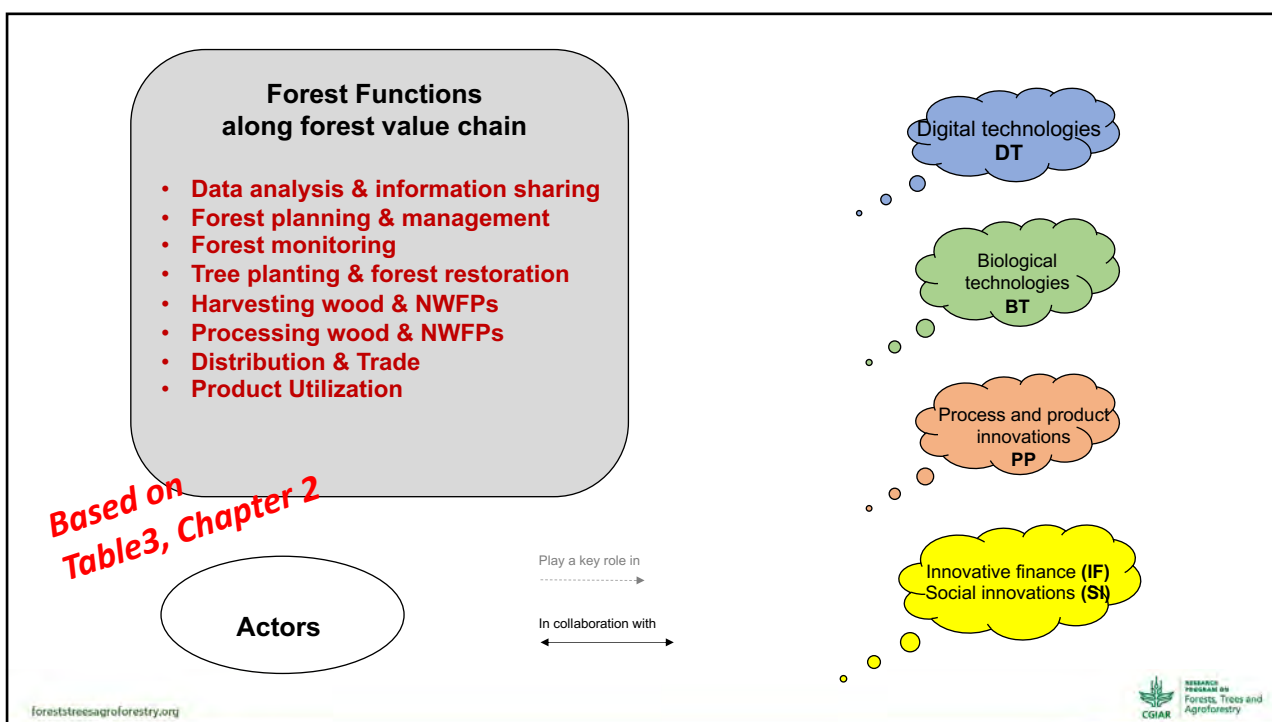 Forest Functions
along forest value chain
• Data analysis & information sharing
• Forest planning & management
• Forest monitoring
• Tree planting & forest restoration
• Harvesting wood & NWFPs
• Processing wood & NWFPs
• Distribution & Trade
• Product Utilization
Based on
Table3, Chapter 2
Actors
Play a key role in
In collaboration with
Digital technologies
DT
Biological
technologies
BT
Process and product
innovations
PP
Innovative finance (IF)
Social innovations (SI)
foreststreesagroforestry.org
CGIAR
RESEARCH
PROGRAM ON
Forests, Trees and
Agroforestry